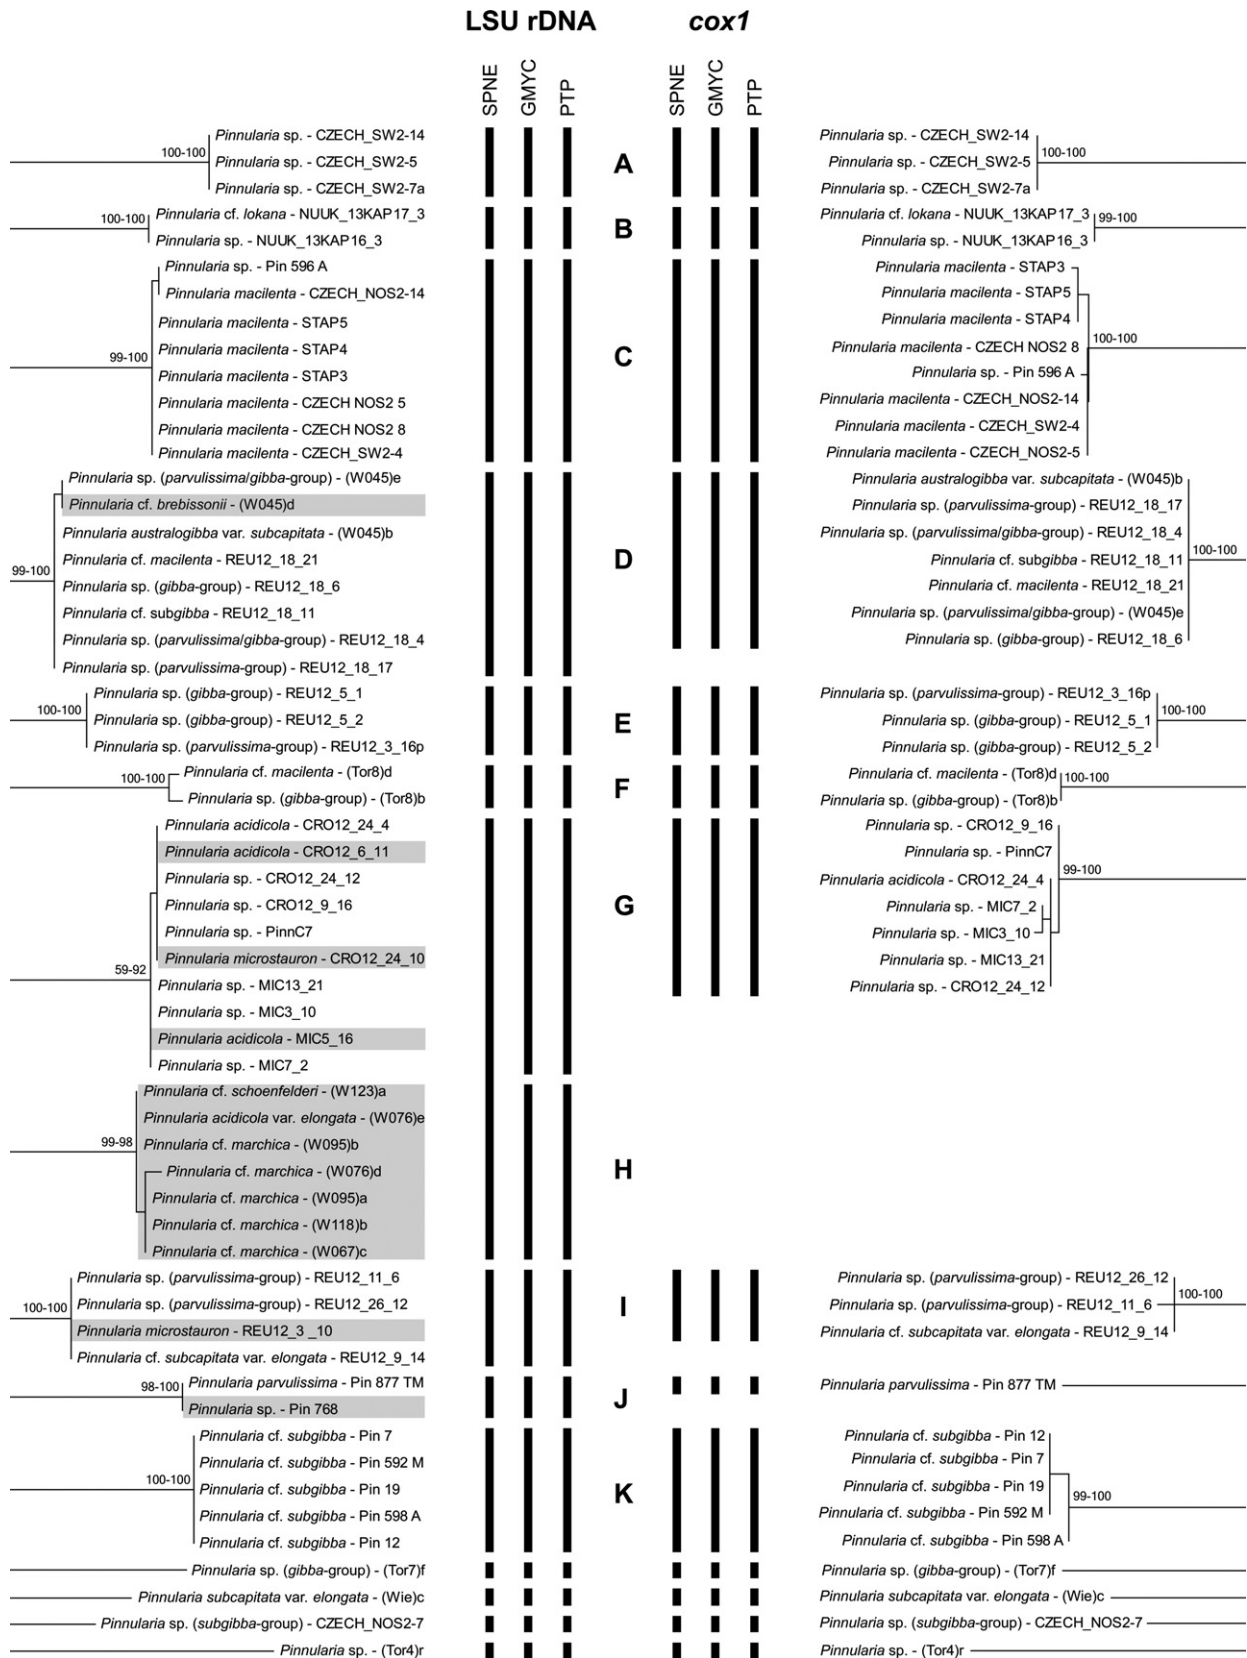 LSU rDNA
cox1
SPNE GMYC PTP
SPNE GMYC PTP
100-100
Pinnularia sp. - CZECH_SW2-14
Pinnularia sp. - CZECH_SW2-5
Pinnularia sp. - CZECH_SW2-7a
100-100
Pinnularia cf. lokana - NUUK_13KAP17_3
Pinnularia sp. - NUUK_13KAP16_3
Pinnularia sp. - Pin 596 A
Pinnularia macilenta - CZECH_NOS2-14
Pinnularia macilenta - STAP5
Pinnularia macilenta - STAP4
99-100
Pinnularia macilenta - STAP3
Pinnularia macilenta - CZECH NOS2 5
Pinnularia macilenta - CZECH NOS2 8
Pinnularia macilenta - CZECH_SW2-4
Pinnularia sp. (parvulissima/gibba-group) - (W045)e
Pinnularia cf. brebissonii - (W045)d
Pinnularia australogibba var. subcapitata - (W045)b
Pinnularia cf. macilenta - REU12_18_21
99-100
Pinnularia sp. (gibba-group) - REU12_18_6
Pinnularia cf. subgibba - REU12_18_11
Pinnularia sp. (parvulissima/gibba-group) - REU12_18_4
Pinnularia sp. (parvulissima-group) - REU12_18_17
Pinnularia sp. (gibba-group) - REU12_5_1
100-100
Pinnularia sp. (gibba-group) - REU12_5_2
Pinnularia sp. (parvulissima-group) - REU12_3_16p
100-100
Pinnularia cf. macilenta - (Tor8)d
Pinnularia sp. (gibba-group) - (Tor8)b
Pinnularia acidicola - CRO12_24_4
Pinnularia acidicola - CRO12_6_11
Pinnularia sp. - CRO12_24_12
Pinnularia sp. - CRO12_9_16
Pinnularia sp. - PinnC7
Pinnularia microstauron - CRO12_24_10
59-92
Pinnularia sp. - MIC13_21
Pinnularia sp. - MIC3_10
Pinnularia acidicola - MIC5_16
Pinnularia sp. - MIC7_2
Pinnularia cf. schoenfelderi - (W123)a
Pinnularia acidicola var. elongata - (W076)e
99-98
Pinnularia cf. marchica - (W095)b
Pinnularia cf. marchica - (W076)d
Pinnularia cf. marchica - (W095)a
Pinnularia cf. marchica - (W118)b
Pinnularia cf. marchica - (W067)c
Pinnularia sp. (parvulissima-group) - REU12_11_6
100-100
Pinnularia sp. (parvulissima-group) - REU12_26_12
Pinnularia microstauron - REU12_3 _10
Pinnularia cf. subcapitata var. elongata - REU12_9_14
98-100
Pinnularia parvulissima - Pin 877 TM
Pinnularia sp. - Pin 768
Pinnularia cf. subgibba - Pin 7
Pinnularia cf. subgibba - Pin 592 M
100-100
Pinnularia cf. subgibba - Pin 19
Pinnularia cf. subgibba - Pin 598 A
Pinnularia cf. subgibba - Pin 12
Pinnularia sp. (gibba-group) - (Tor7)f
Pinnularia subcapitata var. elongata - (Wie)c
Pinnularia sp. (subgibba-group) - CZECH_NOS2-7
Pinnularia sp. - (Tor4)r
A
B
C
D
E
F
G
H
I
J
K
Pinnularia sp. - CZECH_SW2-14
Pinnularia sp. - CZECH_SW2-5
100-100
Pinnularia sp. - CZECH_SW2-7a
Pinnularia cf. lokana - NUUK_13KAP17_3
99-100
Pinnularia sp. - NUUK_13KAP16_3
Pinnularia macilenta - STAP3
Pinnularia macilenta - STAP5
Pinnularia macilenta - STAP4
100-100
Pinnularia macilenta - CZECH NOS2 8
Pinnularia sp. - Pin 596 A
Pinnularia macilenta - CZECH_NOS2-14
Pinnularia macilenta - CZECH_SW2-4
Pinnularia macilenta - CZECH_NOS2-5
Pinnularia australogibba var. subcapitata - (W045)b
Pinnularia sp. (parvulissima-group) - REU12_18_17
Pinnularia sp. (parvulissima/gibba-group) - REU12_18_4
100-100
Pinnularia cf. subgibba - REU12_18_11
Pinnularia cf. macilenta - REU12_18_21
Pinnularia sp. (parvulissima/gibba-group) - (W045)e
Pinnularia sp. (gibba-group) - REU12_18_6
Pinnularia sp. (parvulissima-group) - REU12_3_16p
100-100
Pinnularia sp. (gibba-group) - REU12_5_1
Pinnularia sp. (gibba-group) - REU12_5_2
Pinnularia cf. macilenta - (Tor8)d
100-100
Pinnularia sp. (gibba-group) - (Tor8)b
Pinnularia sp. - CRO12_9_16
Pinnularia sp. - PinnC7
99-100
Pinnularia acidicola - CRO12_24_4
Pinnularia sp. - MIC7_2
Pinnularia sp. - MIC3_10
Pinnularia sp. - MIC13_21
Pinnularia sp. - CRO12_24_12
Pinnularia sp. (parvulissima-group) - REU12_26_12
100-100
Pinnularia sp. (parvulissima-group) - REU12_11_6
Pinnularia cf. subcapitata var. elongata - REU12_9_14
Pinnularia parvulissima - Pin 877 TM
Pinnularia cf. subgibba - Pin 12
Pinnularia cf. subgibba - Pin 7
Pinnularia cf. subgibba - Pin 19
99-100
Pinnularia cf. subgibba - Pin 592 M
Pinnularia cf. subgibba - Pin 598 A
Pinnularia sp. (gibba-group) - (Tor7)f
Pinnularia subcapitata var. elongata - (Wie)c
Pinnularia sp. (subgibba-group) - CZECH_NOS2-7
Pinnularia sp. - (Tor4)r